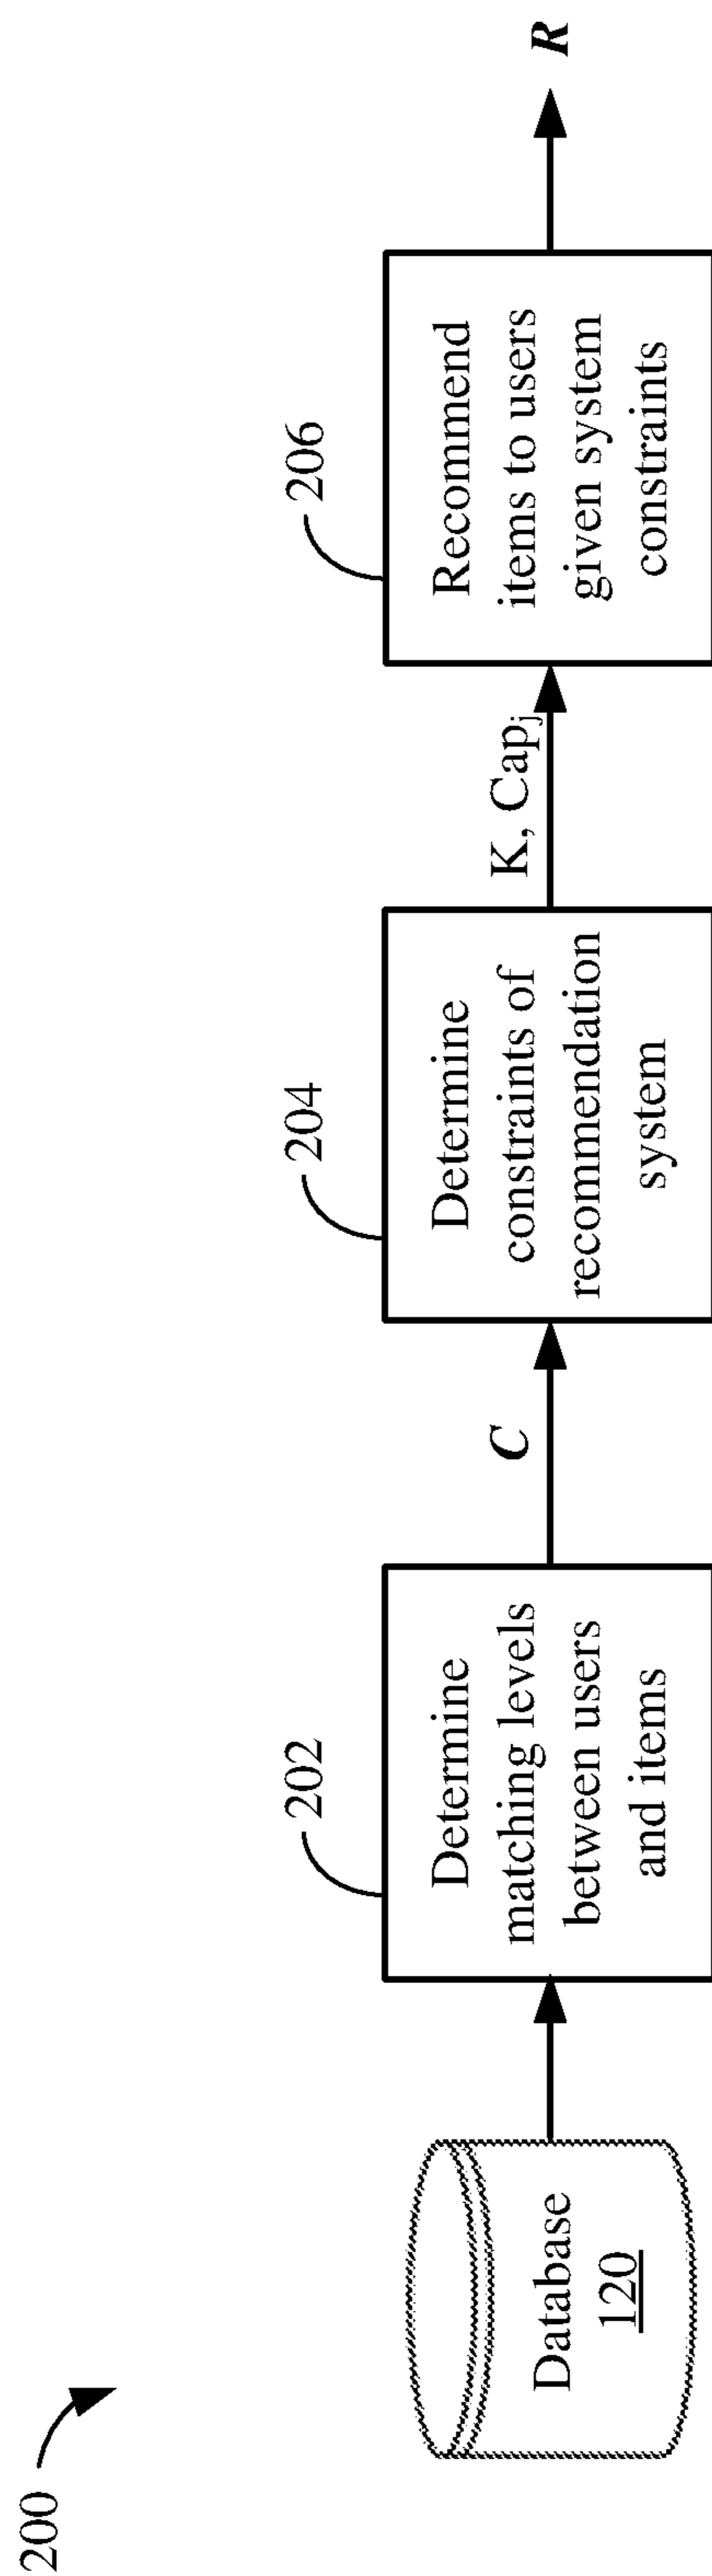 200
Database
120
202
Determine
matching levels
between users
and items
C
204
Determine
constraints of
recommendation
system
K, Capj
206
Recommend
items to users
given system
constraints
R